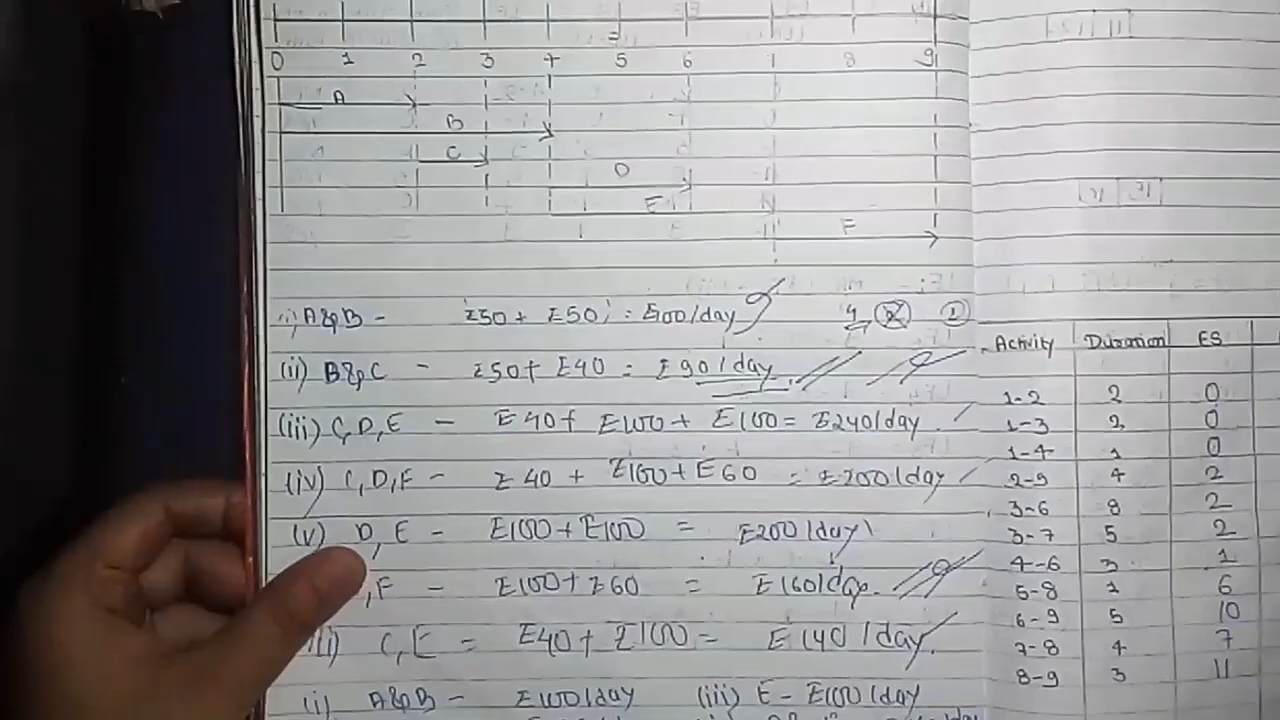 0 1 2 3 4 5 6 7 8 9
A
B
C
D
E
F
(i) A&B - £50 + £50 = £100/day
(ii) B&C - £50 + £40 = £90/day
(iii) C,D,E - £40 + £100 + £100 = £240/day
(iv) C,D,F - £40 + £100 + £60 = £200/day
(v) D,E - £100 + £100 = £200/day
,F - £100 + £60 = £160/day.
C,E = £40 + £100 = £140/day
(i) A&B - £100/day (iii) E - £100/day
Activity Duration ES
1-2 2 0
1-3 2 0
1-4 1 0
2-5 4 2
3-6 8 2
3-7 5 2
4-6 3 1
5-8 1 6
6-9 5 10
7-8 4 7
8-9 3 11